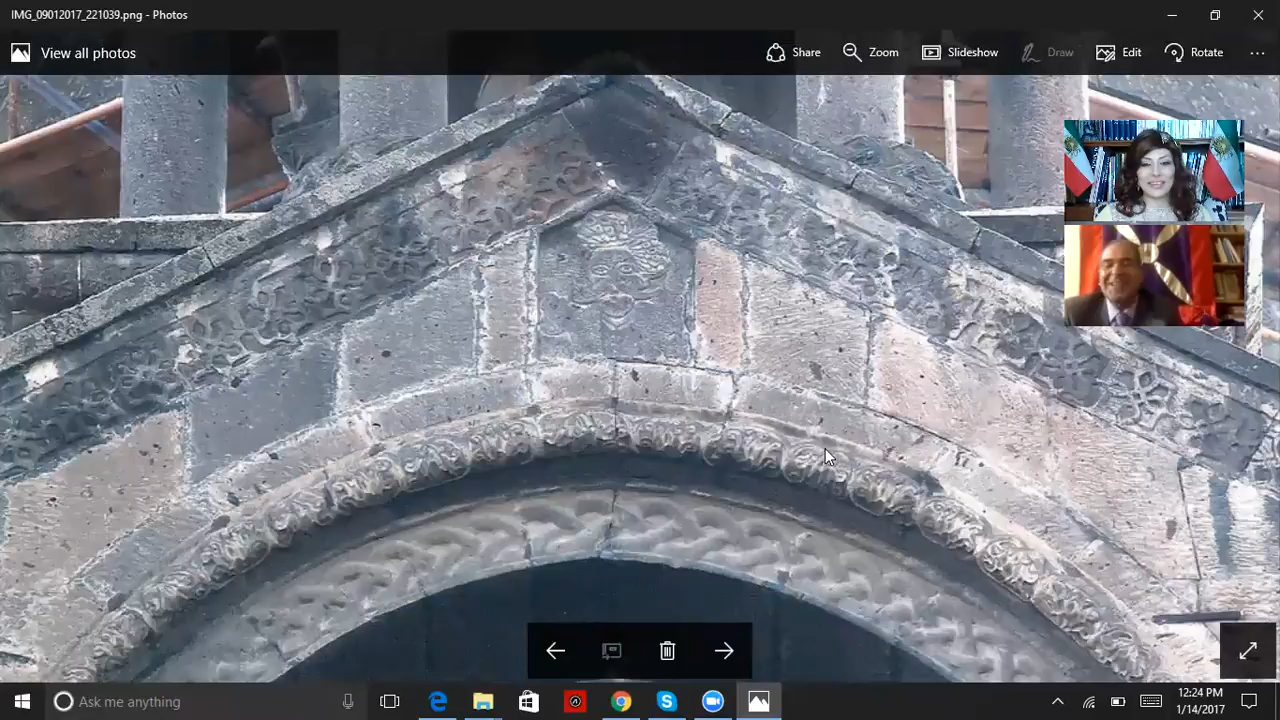 IMG_09012017_221039.png - Photos
View all photos
Share
Zoom
Slideshow
Draw
Edit
Rotate
Ask me anything
12:24 PM
1/14/2017